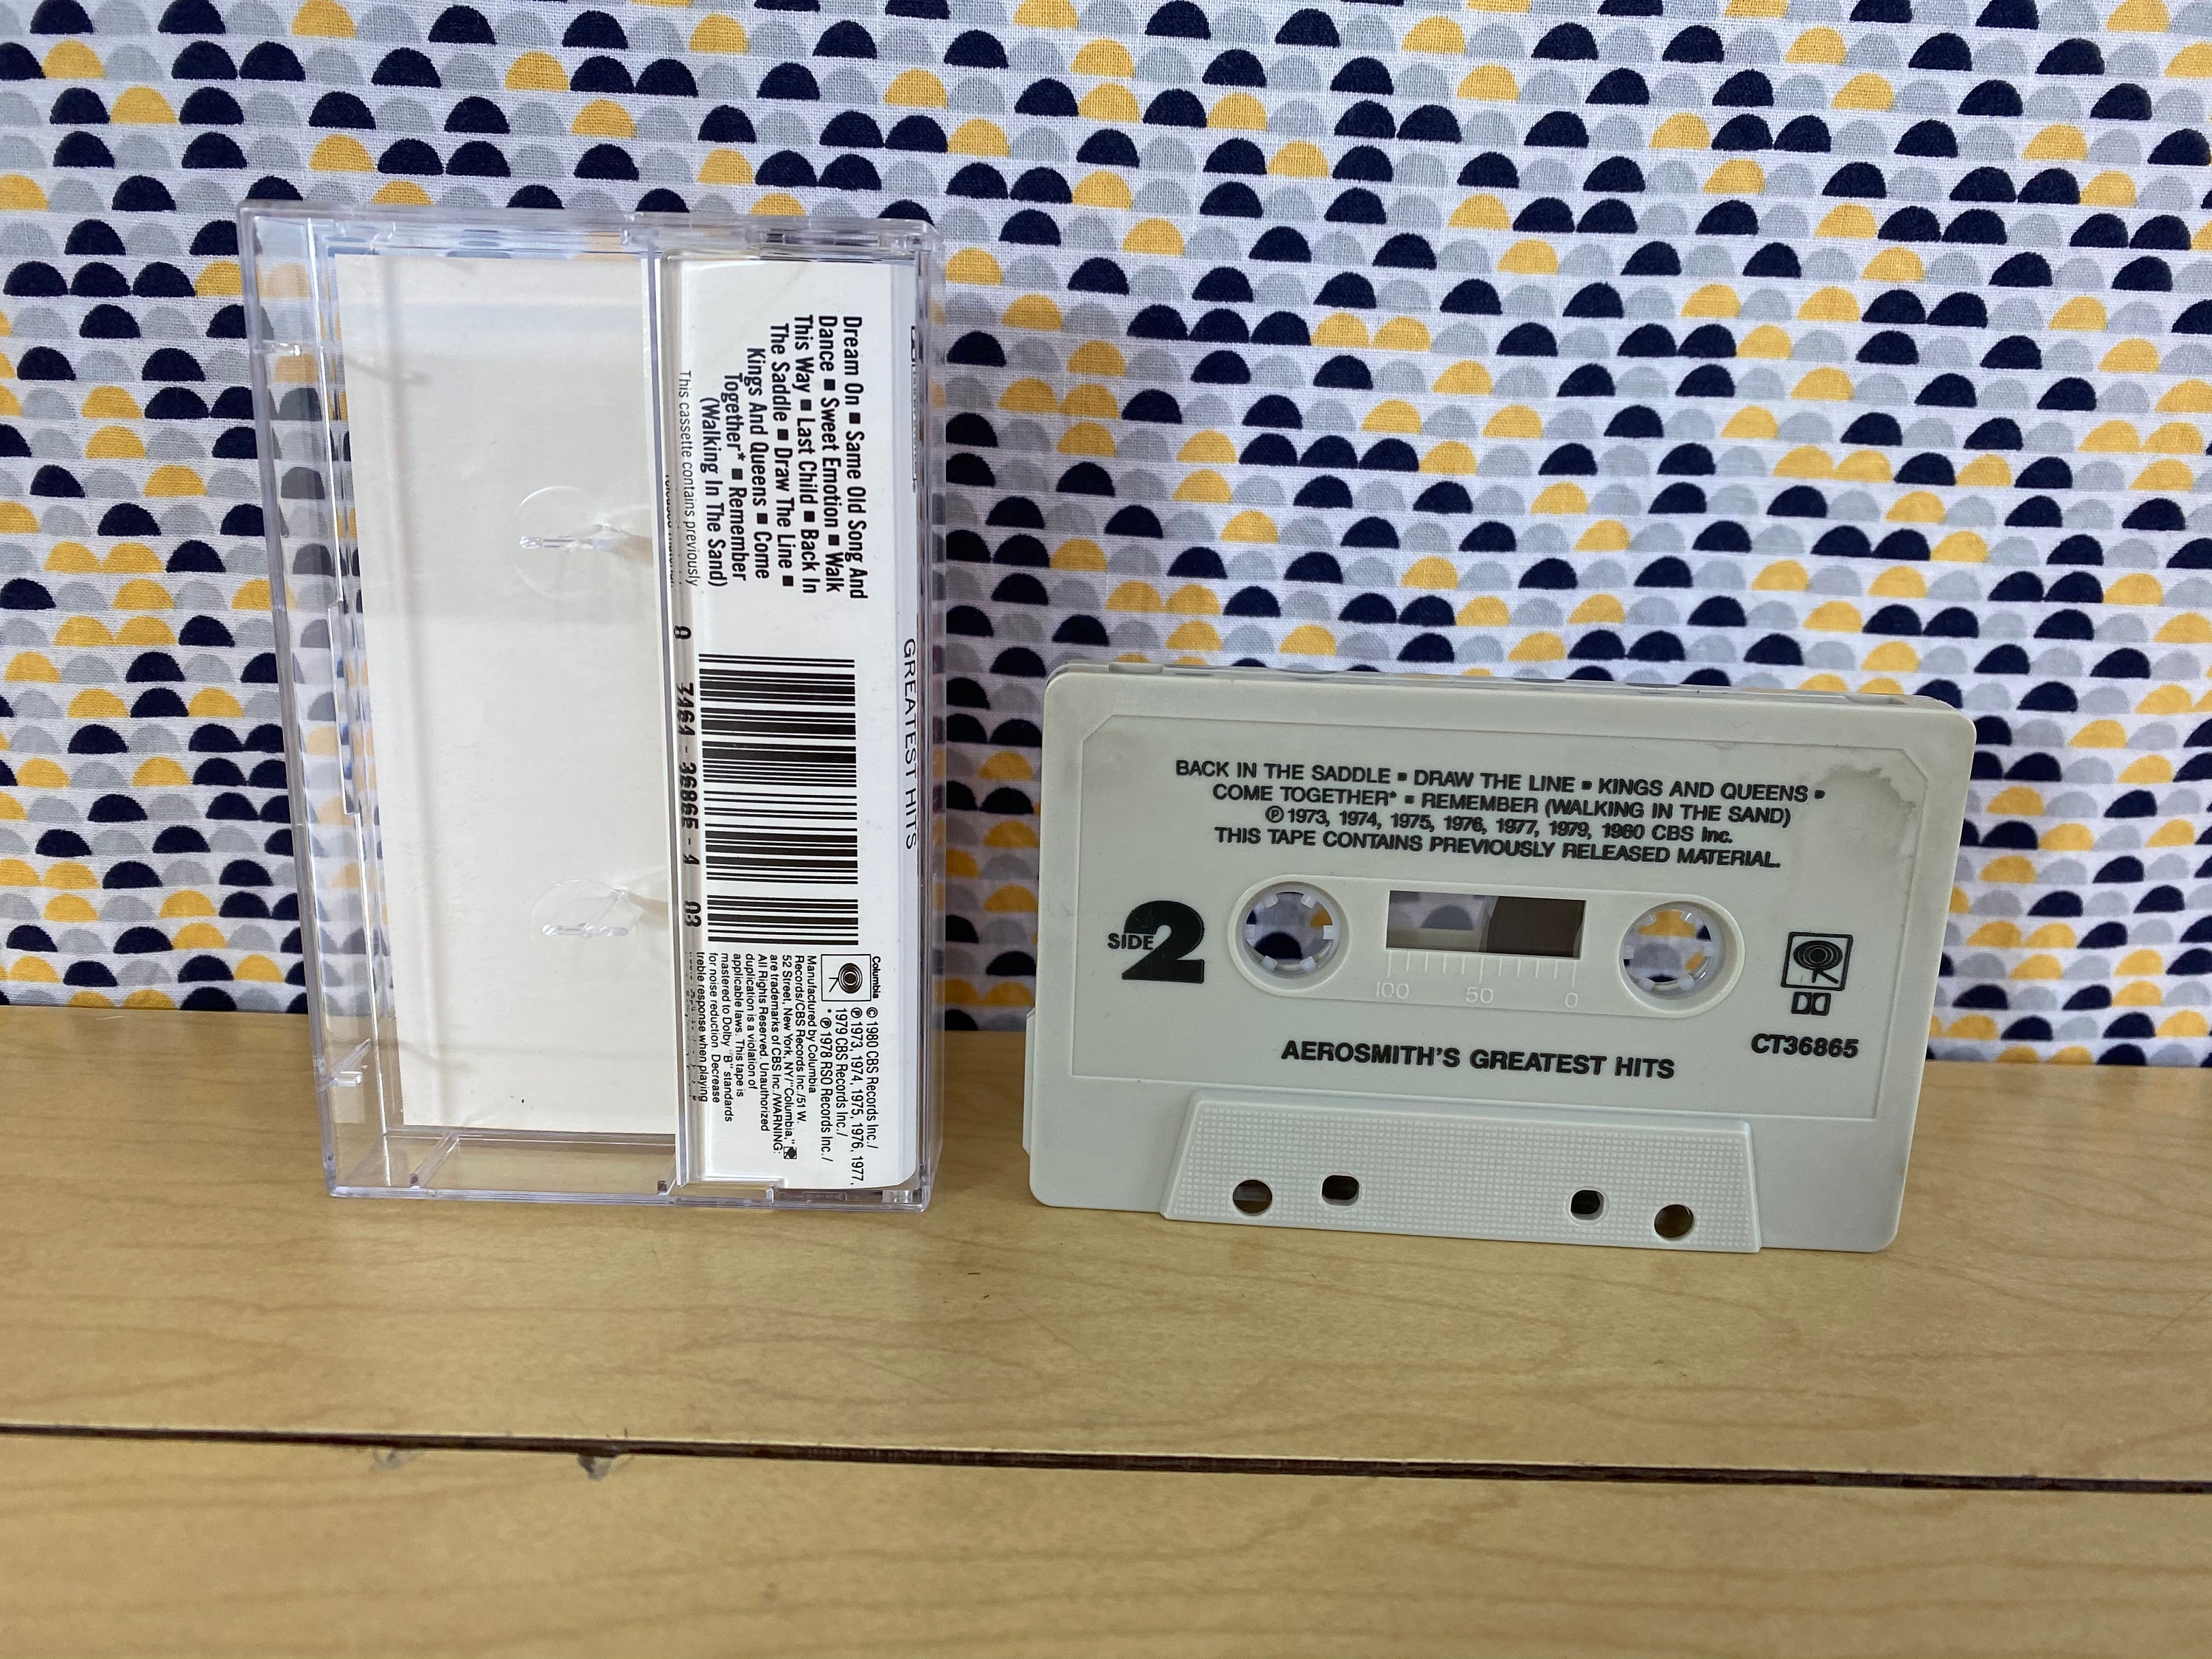 Dream On ▪ Same Old Song And
Dance ▪ Sweet Emotion ▪ Walk
This Way ▪ Last Child ▪ Back In
The Saddle ▪ Draw The Line ▪
Kings And Queens ▪ Come
Together* ▪ Remember
(Walking In The Sand)
This cassette contains previously
GREATEST HITS
0 7464-36865-4 03
Columbia
© 1980 CBS Records Inc./
℗ 1973, 1974, 1975, 1976, 1977,
1979 CBS Records Inc./
* ℗ 1978 RSO Records Inc./
Manufactured by Columbia
Records/CBS Records Inc./51 W.
52 Street, New York, NY/"Columbia,"
are trademarks of CBS Inc./WARNING:
All Rights Reserved. Unauthorized
duplication is a violation of
applicable laws. This tape is
mastered to Dolby "B" standards
for noise reduction. Decrease
treble response when playing
BACK IN THE SADDLE ▪ DRAW THE LINE ▪ KINGS AND QUEENS ▪
COME TOGETHER* ▪ REMEMBER (WALKING IN THE SAND)
℗ 1973, 1974, 1975, 1976, 1977, 1979, 1980 CBS Inc.
THIS TAPE CONTAINS PREVIOUSLY RELEASED MATERIAL.
SIDE 2
100 50 0
CT36865
AEROSMITH'S GREATEST HITS